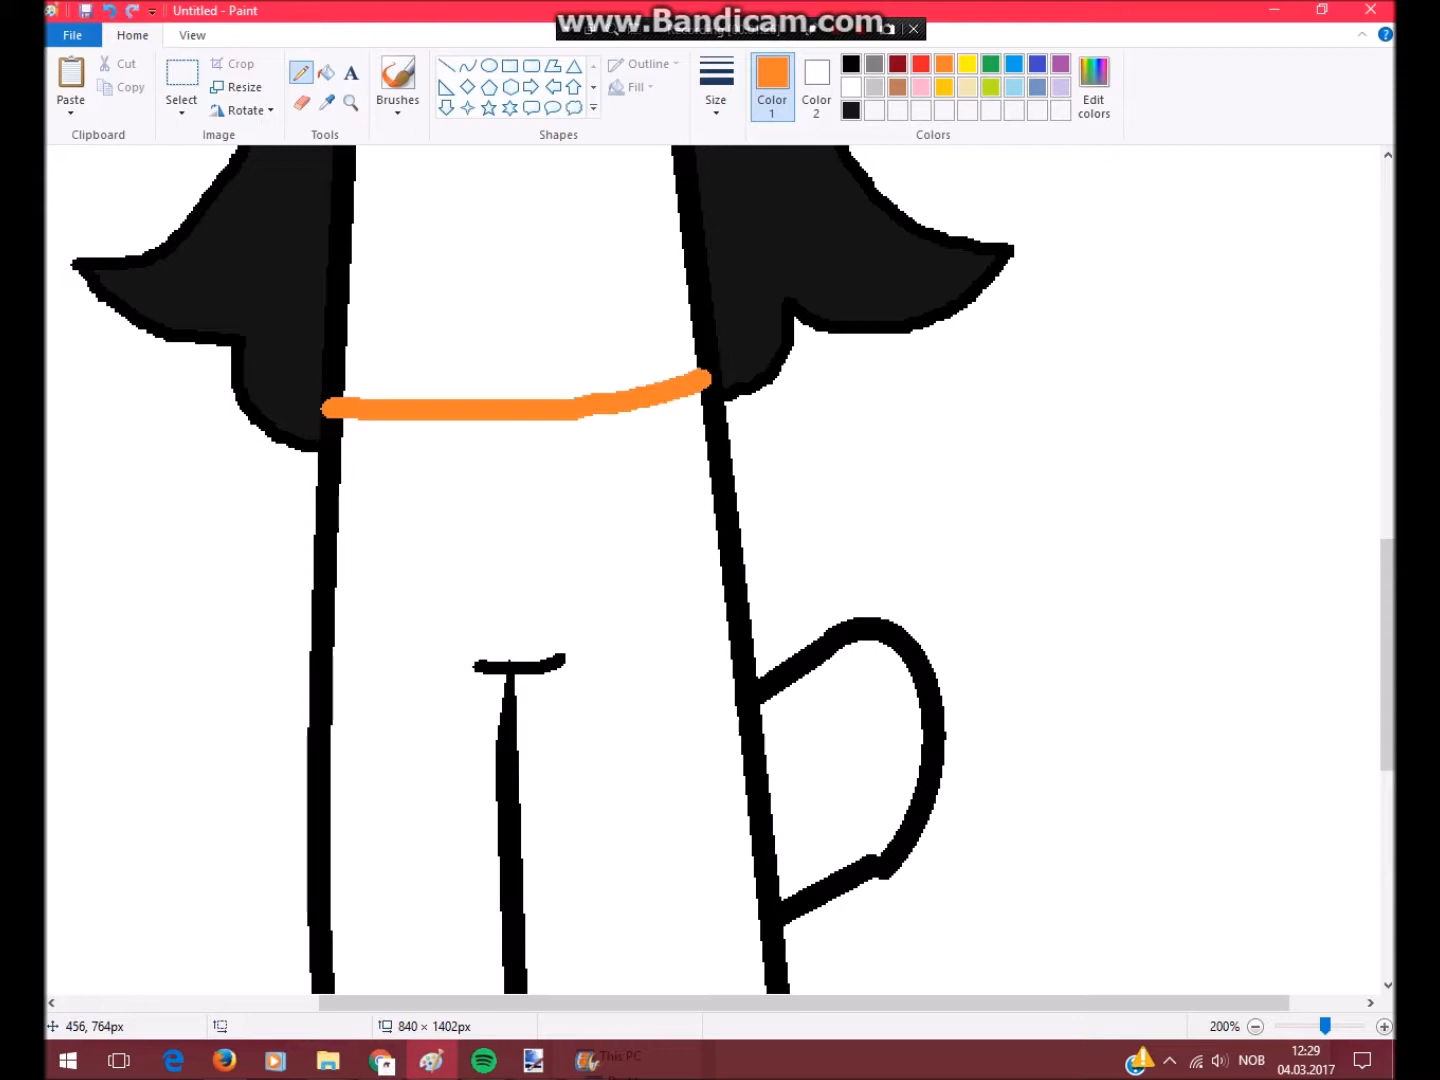 Untitled - Paint
www.Bandicam.com
File Home View
Cut
Copy
Paste
Clipboard
Crop
Resize
Rotate
Select
Image
Tools
Brushes
Outline
Fill
Shapes
Size
Color 1
Color 2
Edit colors
Colors
456, 764px
840 × 1402px
200%
This PC
NOB
12:29
04.03.2017